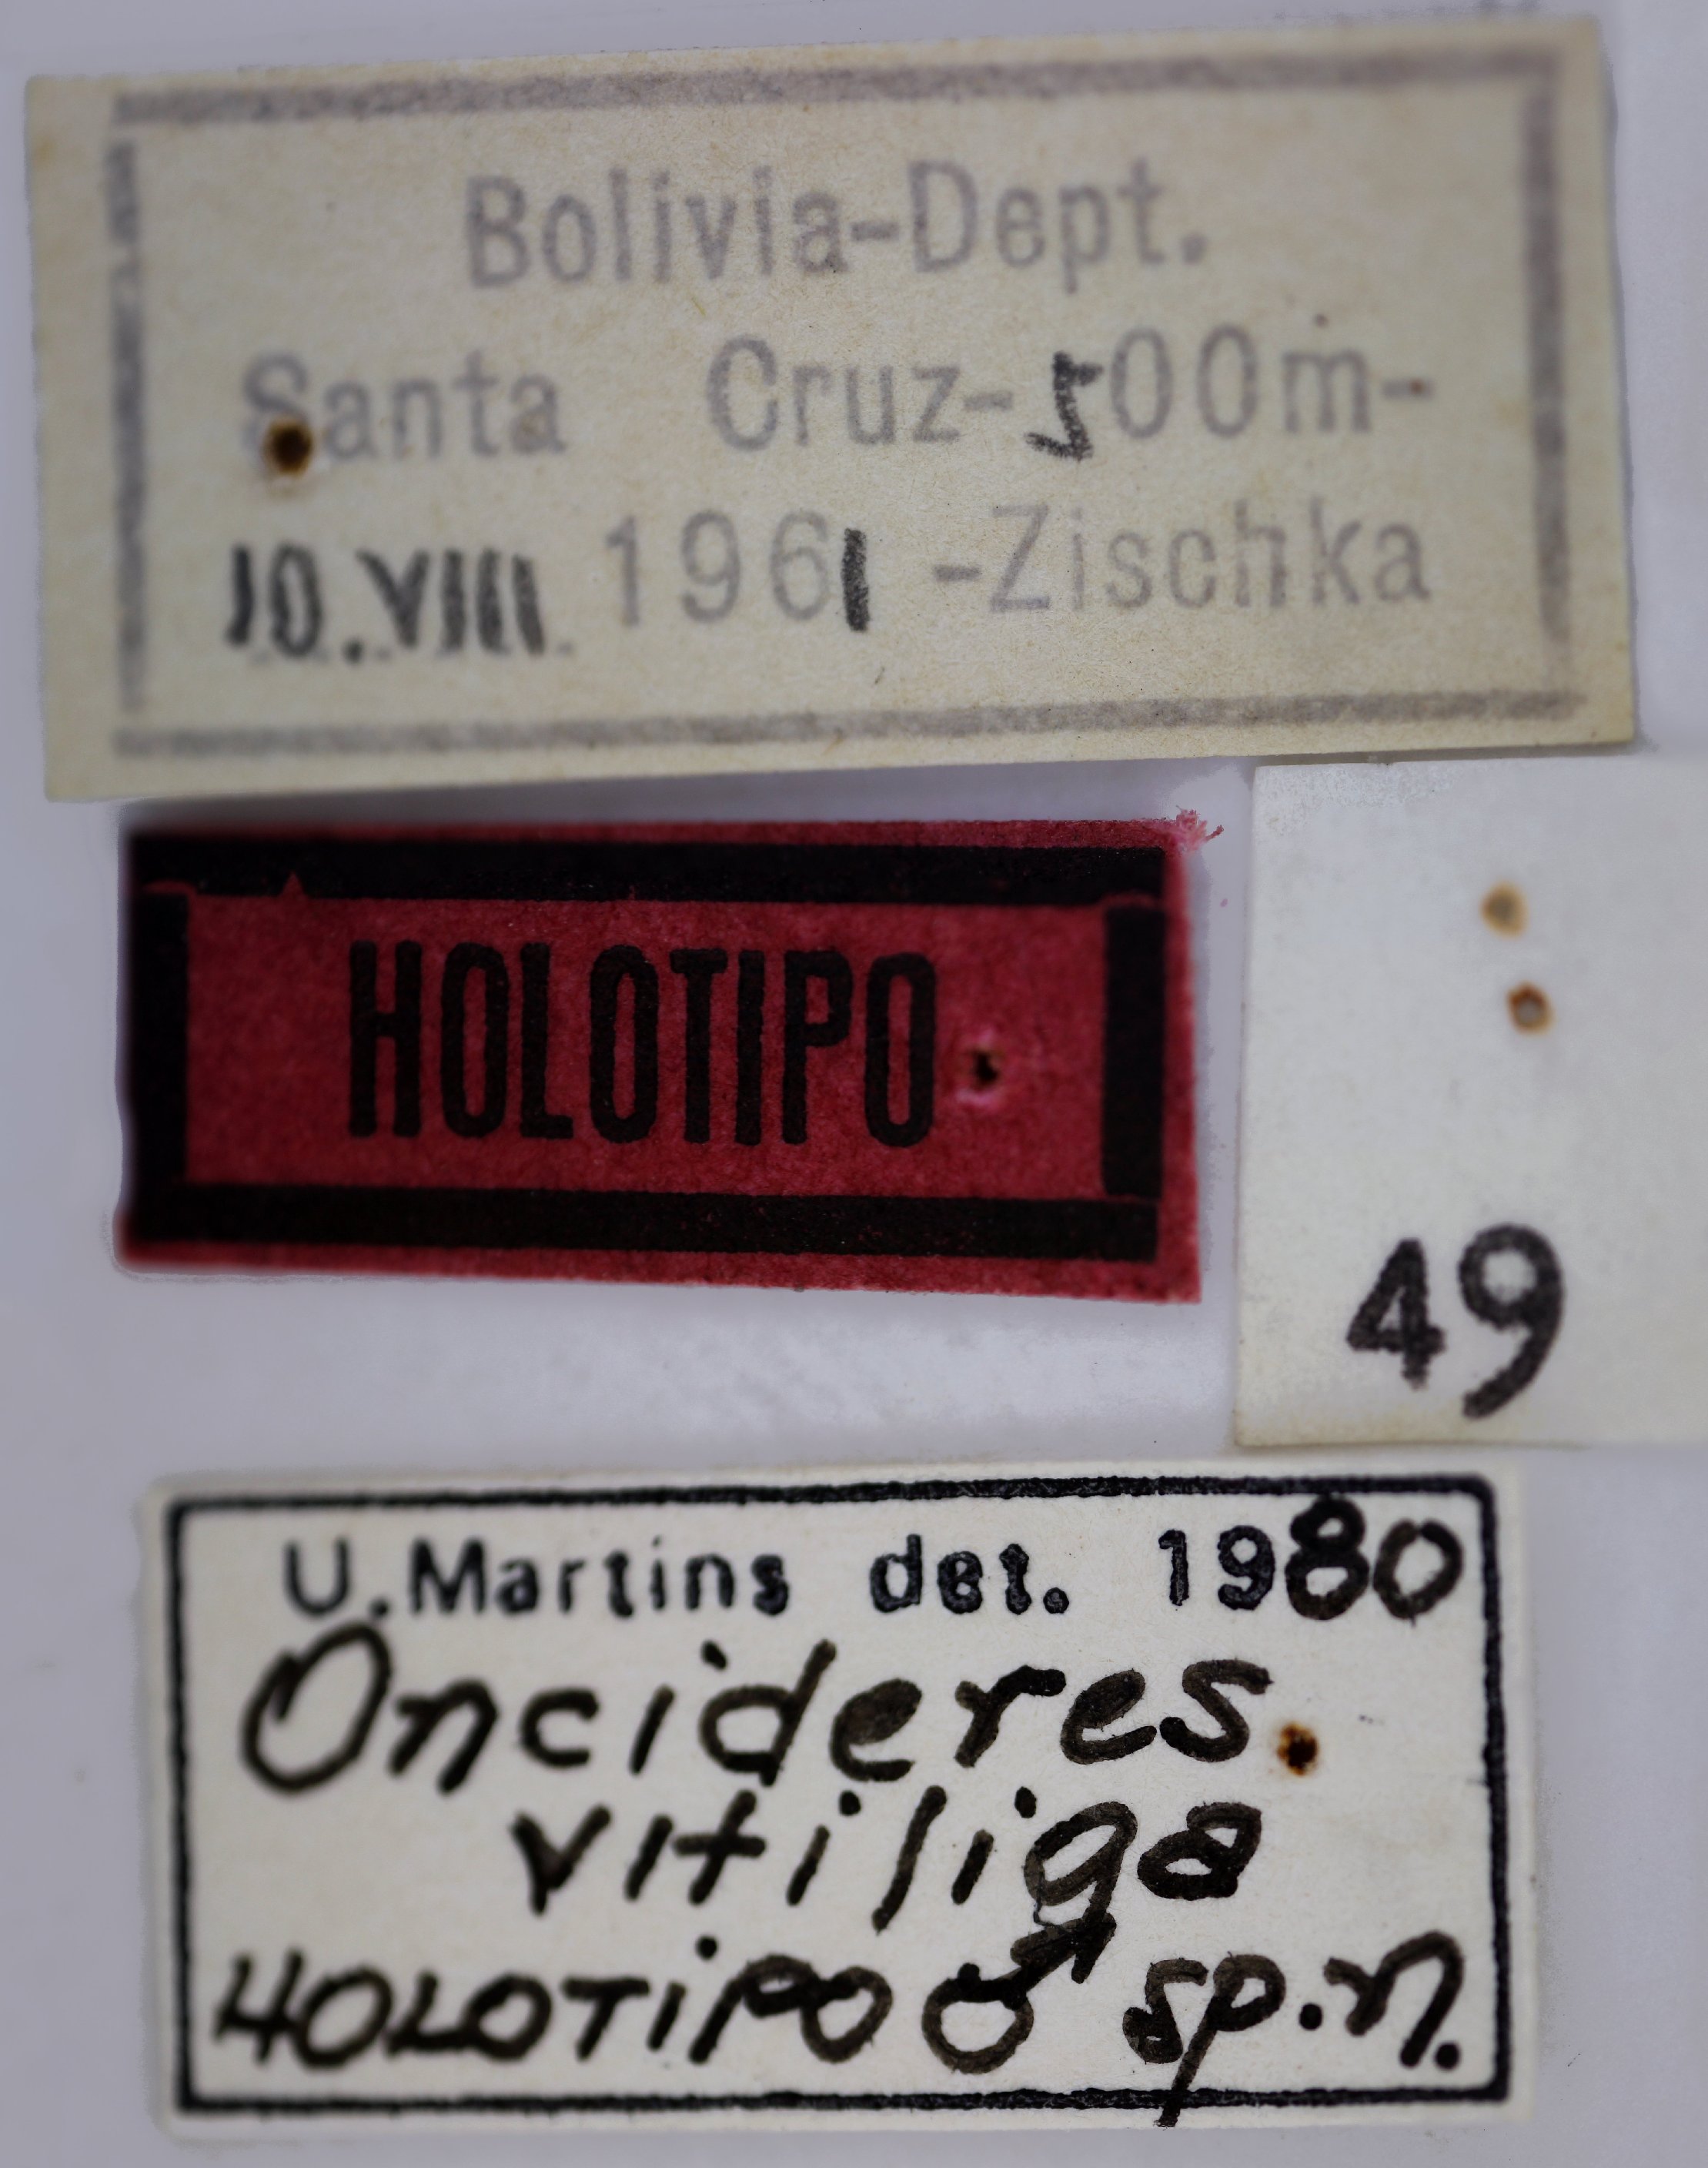 Bolivia-Dept.
Santa Cruz-500m-
10.VIII 1961 -Zischka
HOLOTIPO
49
U.Martins det. 1980
Oncideres
vitiliga
HOLOTIPO ♂ sp.n.